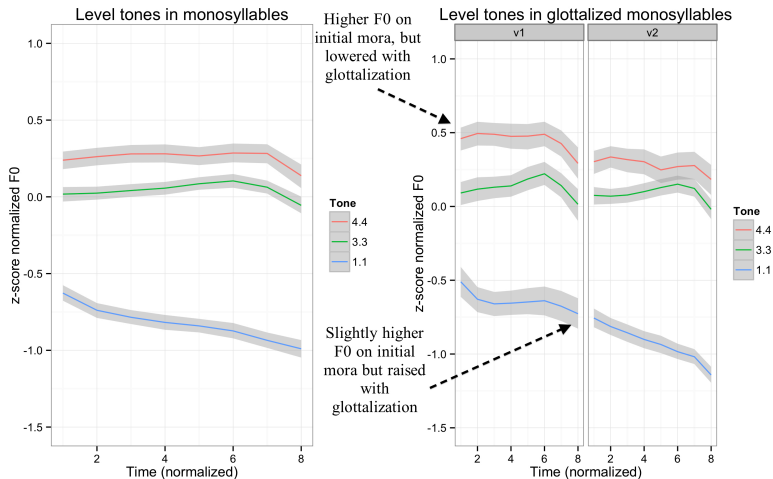 Level tones in monosyllables
1.0
0.5
0.0
-0.5
-1.0
-1.5
z-score normalized F0
2
4
6
8
Time (normalized)
Tone
4.4
3.3
1.1
Higher F0 on
initial mora, but
lowered with
glottalization
Slightly higher
F0 on initial
mora but raised
with
glottalization
Level tones in glottalized monosyllables
v1
v2
1.0
0.5
0.0
-0.5
-1.0
-1.5
z-score normalized F0
2
4
6
8
2
4
6
8
Time (normalized)
Tone
4.4
3.3
1.1